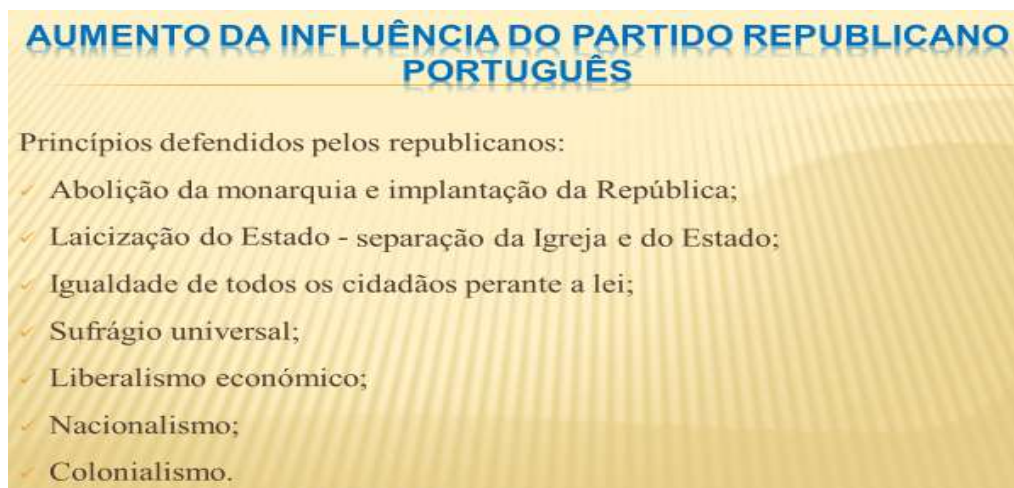 AUMENTO DA INFLUÊNCIA DO PARTIDO REPUBLICANO
PORTUGUÊS
Princípios defendidos pelos republicanos:
Abolição da monarquia e implantação da República;
Laicização do Estado - separação da Igreja e do Estado;
Igualdade de todos os cidadãos perante a lei;
Sufrágio universal;
Liberalismo económico;
Nacionalismo;
Colonialismo.